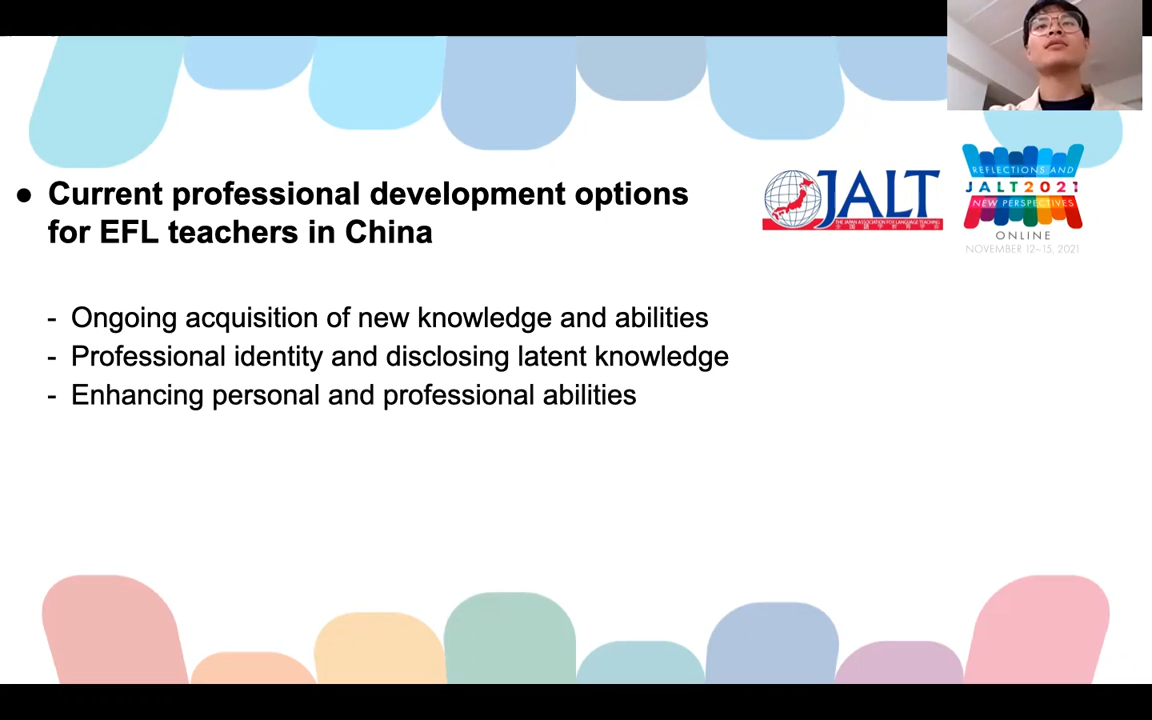 ● Current professional development options
for EFL teachers in China
- Ongoing acquisition of new knowledge and abilities
- Professional identity and disclosing latent knowledge
- Enhancing personal and professional abilities
JALT
THE JAPAN ASSOCIATION FOR LANGUAGE TEACHING
REFLECTIONS AND
JALT2021
NEW PERSPECTIVES
ONLINE
NOVEMBER 12–15, 2021